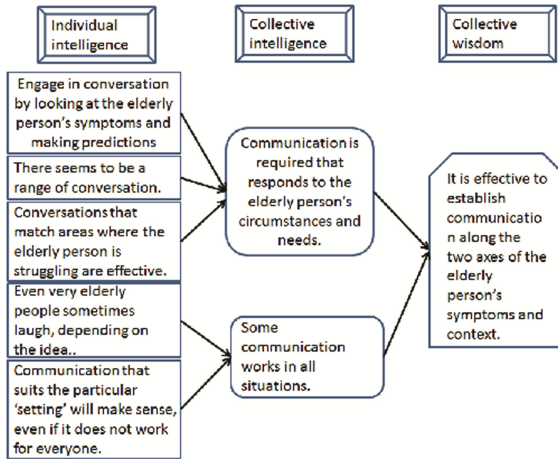 Individual
intelligence
Collective
intelligence
Collective
wisdom
Engage in conversation
by looking at the elderly
person's symptoms and
making predictions
There seems to be a
range of conversation.
Conversations that
match areas where the
elderly person is
struggling are effective.
Even very elderly
people sometimes
laugh, depending on
the idea..
Communication that
suits the particular
'setting' will make sense,
even if it does not work
for everyone.
Communication is
required that
responds to the
elderly person's
circumstances and
needs.
Some
communication
works in all
situations.
It is effective to
establish
communicatio
n along the
two axes of the
elderly
person's
symptoms and
context.